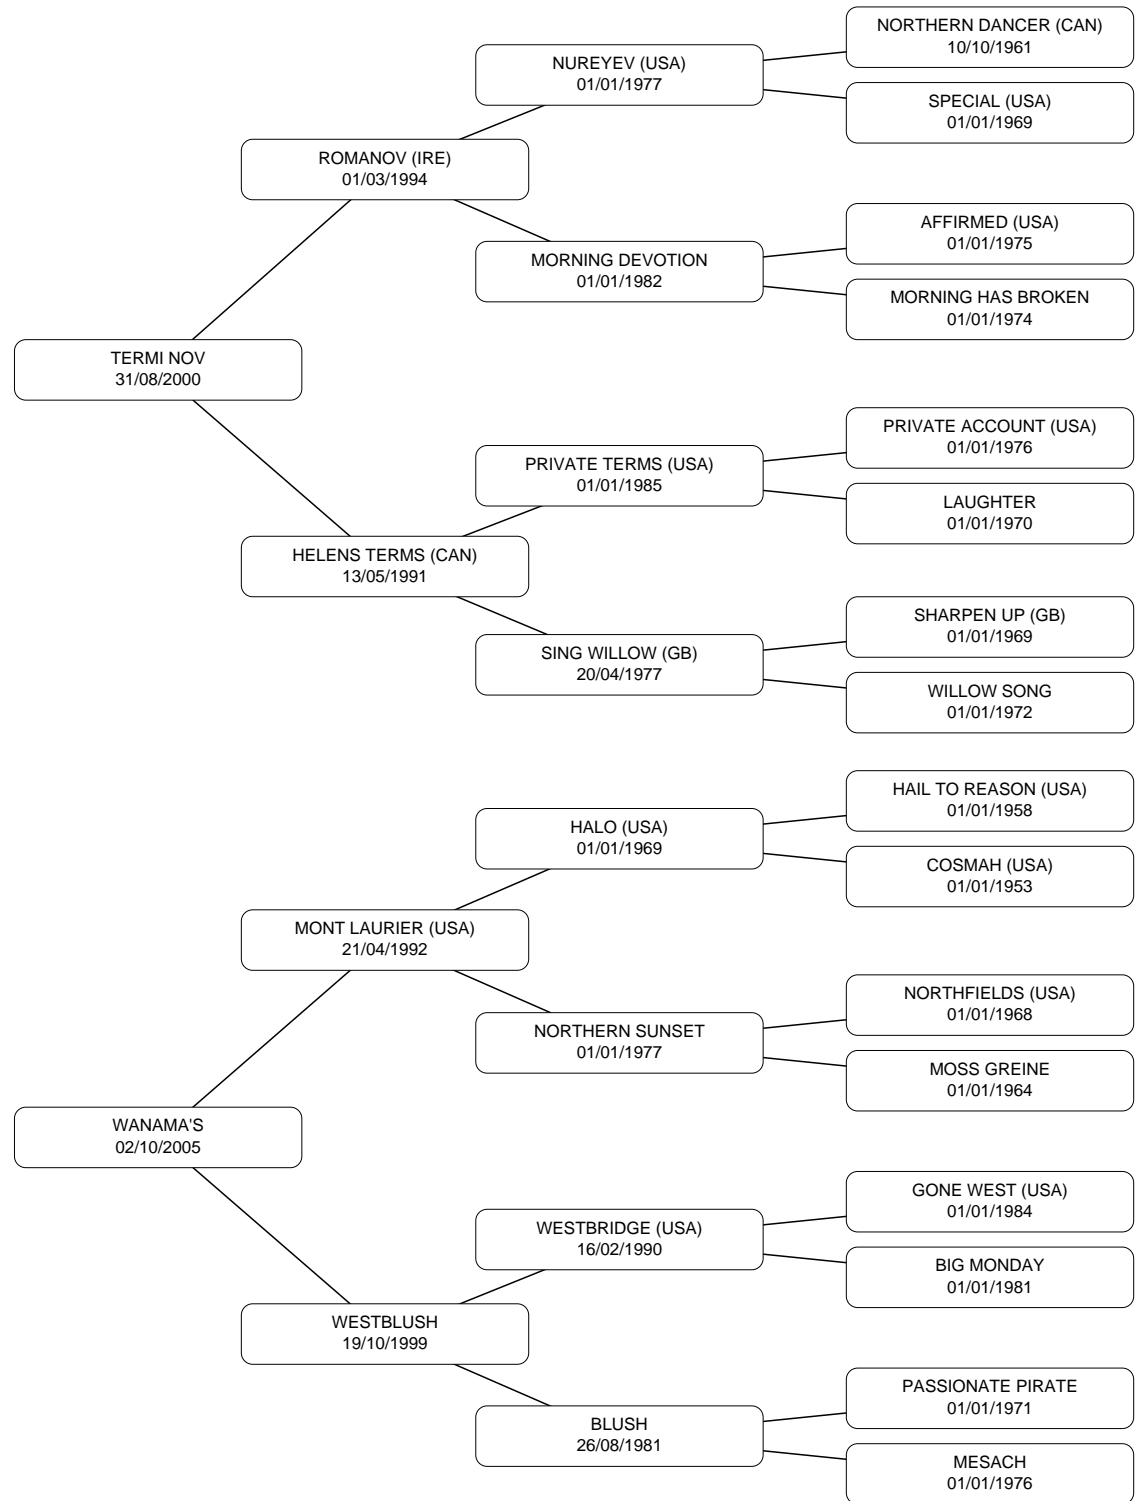 NORTHERN DANCER (CAN)
10/10/1961
NUREYEV (USA)
01/01/1977
SPECIAL (USA)
01/01/1969
ROMANOV (IRE)
01/03/1994
AFFIRMED (USA)
01/01/1975
MORNING DEVOTION
01/01/1982
MORNING HAS BROKEN
01/01/1974
TERMI NOV
31/08/2000
PRIVATE ACCOUNT (USA)
01/01/1976
PRIVATE TERMS (USA)
01/01/1985
LAUGHTER
01/01/1970
HELENS TERMS (CAN)
13/05/1991
SHARPEN UP (GB)
01/01/1969
SING WILLOW (GB)
20/04/1977
WILLOW SONG
01/01/1972
HAIL TO REASON (USA)
01/01/1958
HALO (USA)
01/01/1969
COSMAH (USA)
01/01/1953
MONT LAURIER (USA)
21/04/1992
NORTHFIELDS (USA)
01/01/1968
NORTHERN SUNSET
01/01/1977
MOSS GREINE
01/01/1964
WANAMA'S
02/10/2005
GONE WEST (USA)
01/01/1984
WESTBRIDGE (USA)
16/02/1990
BIG MONDAY
01/01/1981
WESTBLUSH
19/10/1999
PASSIONATE PIRATE
01/01/1971
BLUSH
26/08/1981
MESACH
01/01/1976